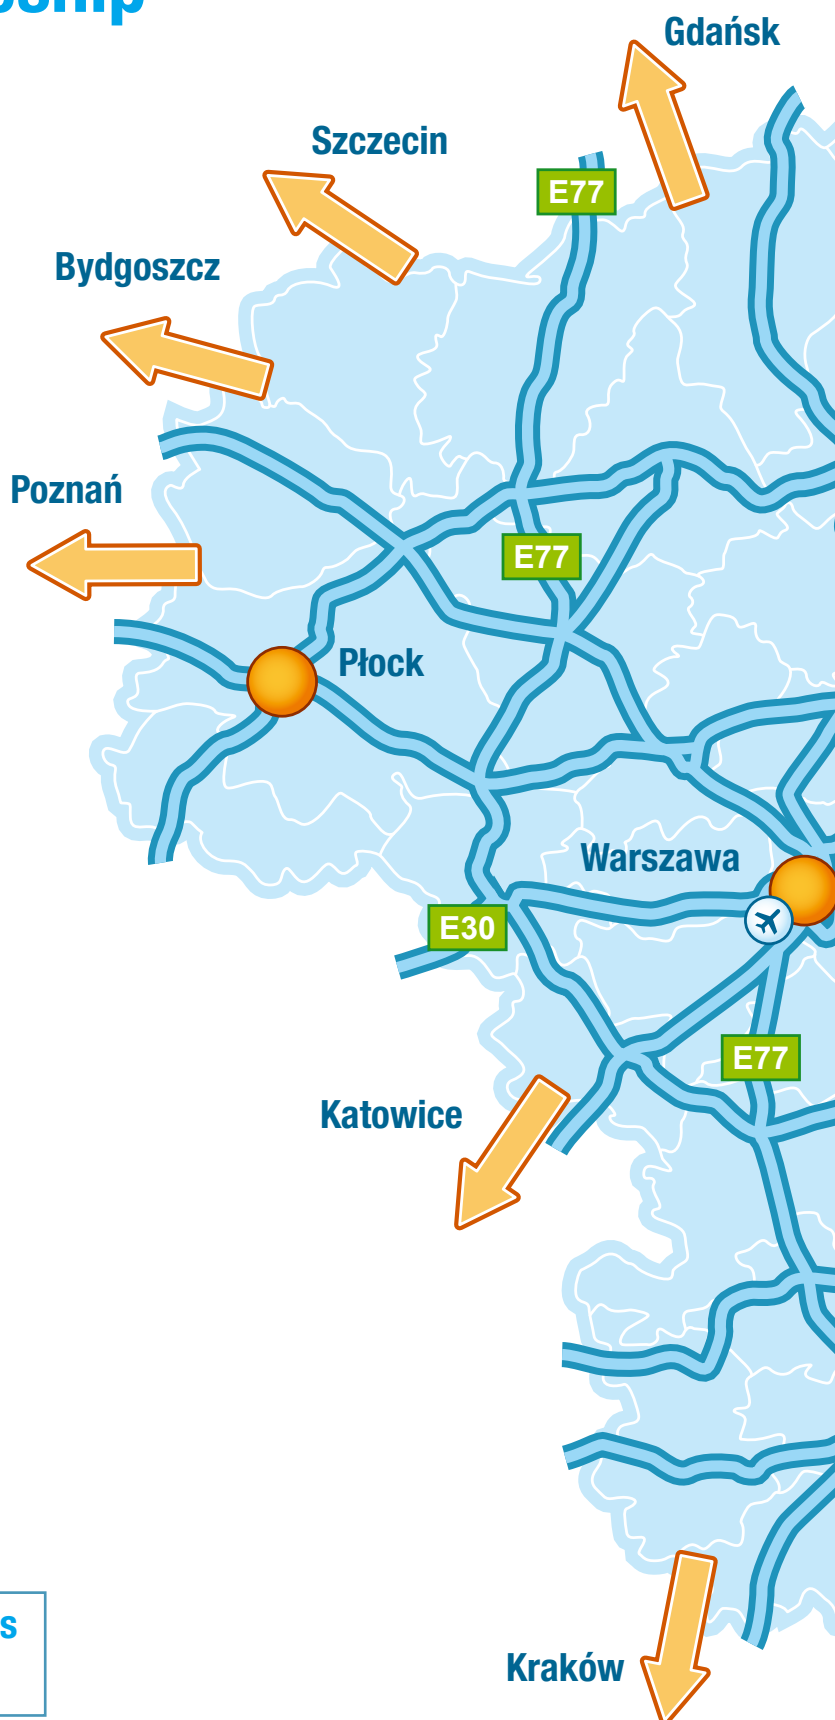 Gdańsk
Szczecin
E77
Bydgoszcz
Poznań
E77
Płock
Warszawa
E30
E77
Katowice
s
Kraków